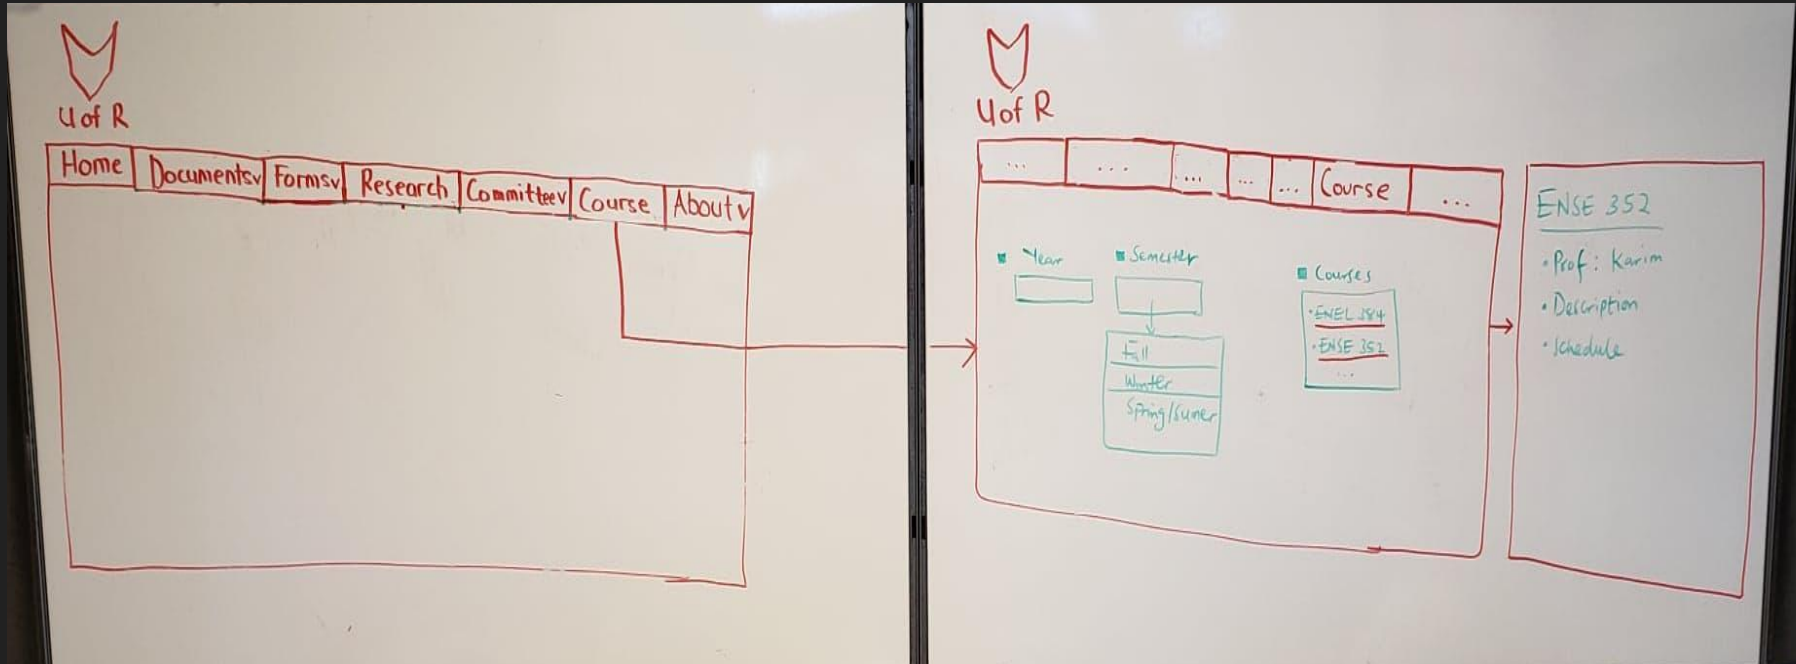 U of R
Home Documents v Forms v Research Committee v Course About v
U of R
... ... ... ... ... Course ...
Year
Semester
Fall
Winter
Spring/Sumer
Courses
• ENEL 384
• ENSE 352
...
ENSE 352
• Prof: Karim
• Description
• Schedule